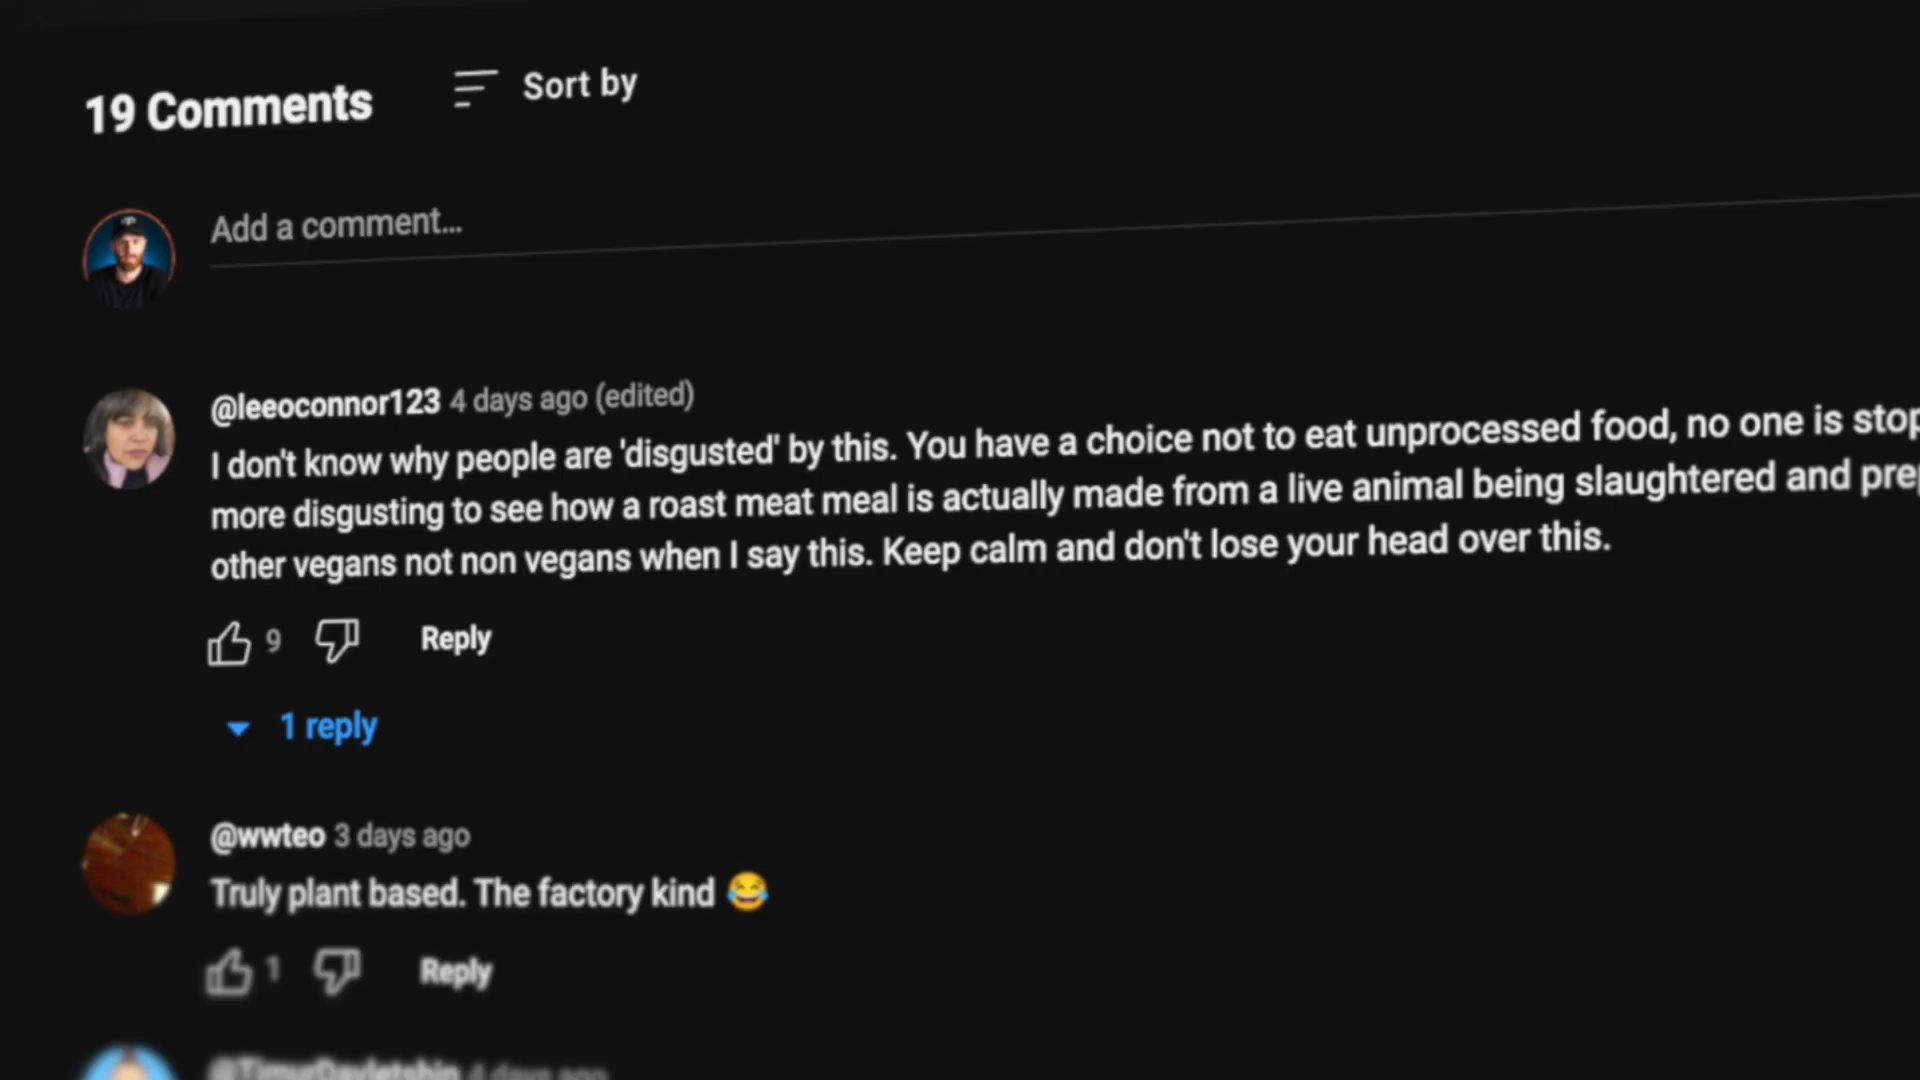 19 Comments
Sort by
Add a comment...
@leeoconnor123 4 days ago (edited)
I don't know why people are 'disgusted' by this. You have a choice not to eat unprocessed food, no one is
more disgusting to see how a roast meat meal is actually made from a live animal being slaughtered and
other vegans not non vegans when I say this. Keep calm and don't lose your head over this.
9
Reply
1 reply
@wwteo 3 days ago
Truly plant based. The factory kind 😂
1
Reply
@TimurDavletshin 4 days ago